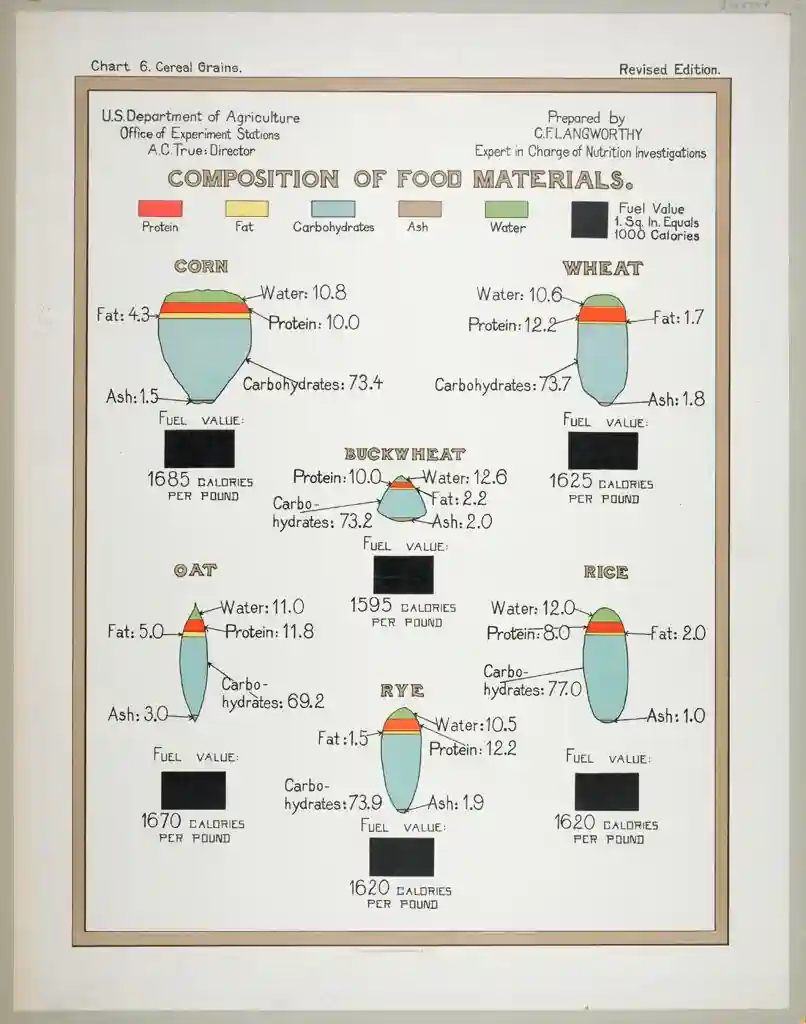 Chart 6. Cereal Grains.
Revised Edition.
U.S. Department of Agriculture
Office of Experiment Stations
A.C. True: Director
Prepared by
C.F. LANGWORTHY
Expert in Charge of Nutrition Investigations
COMPOSITION OF FOOD MATERIALS.
Protein
Fat
Carbohydrates
Ash
Water
Fuel Value
1. Sq. In. Equals
1000 Calories
CORN
Water: 10.8
Fat: 4.3
Protein: 10.0
Carbohydrates: 73.4
Ash: 1.5
FUEL VALUE:
1685 CALORIES
PER POUND
WHEAT
Water: 10.6
Protein: 12.2
Fat: 1.7
Carbohydrates: 73.7
Ash: 1.8
FUEL VALUE:
1625 CALORIES
PER POUND
BUCKWHEAT
Protein: 10.0
Water: 12.6
Fat: 2.2
Carbo-
hydrates: 73.2
Ash: 2.0
FUEL VALUE:
1595 CALORIES
PER POUND
OAT
Water: 11.0
Fat: 5.0
Protein: 11.8
Carbo-
hydrates: 69.2
Ash: 3.0
FUEL VALUE:
1670 CALORIES
PER POUND
RICE
Water: 12.0
Protein: 8.0
Fat: 2.0
Carbo-
hydrates: 77.0
Ash: 1.0
FUEL VALUE:
1620 CALORIES
PER POUND
RYE
Water: 10.5
Fat: 1.5
Protein: 12.2
Carbo-
hydrates: 73.9
Ash: 1.9
FUEL VALUE:
1620 CALORIES
PER POUND